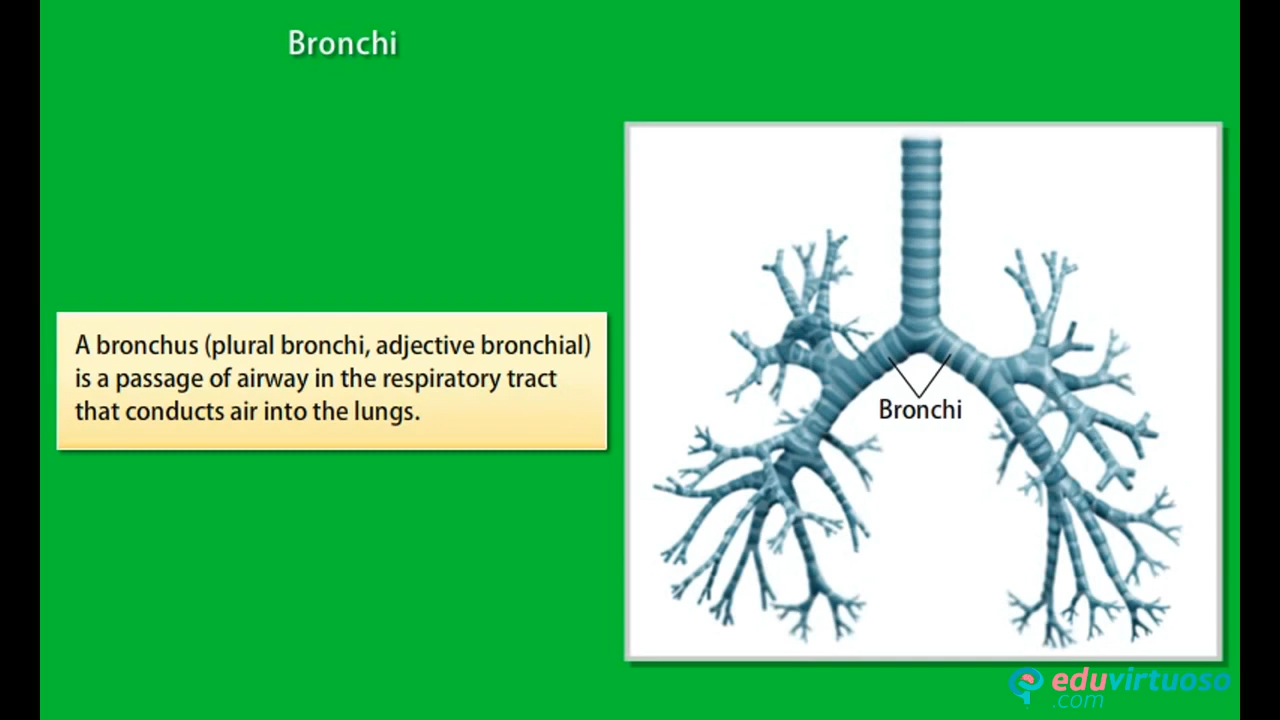 Bronchi
A bronchus (plural bronchi, adjective bronchial)
is a passage of airway in the respiratory tract
that conducts air into the lungs.
Bronchi
eduvirtuoso
.com